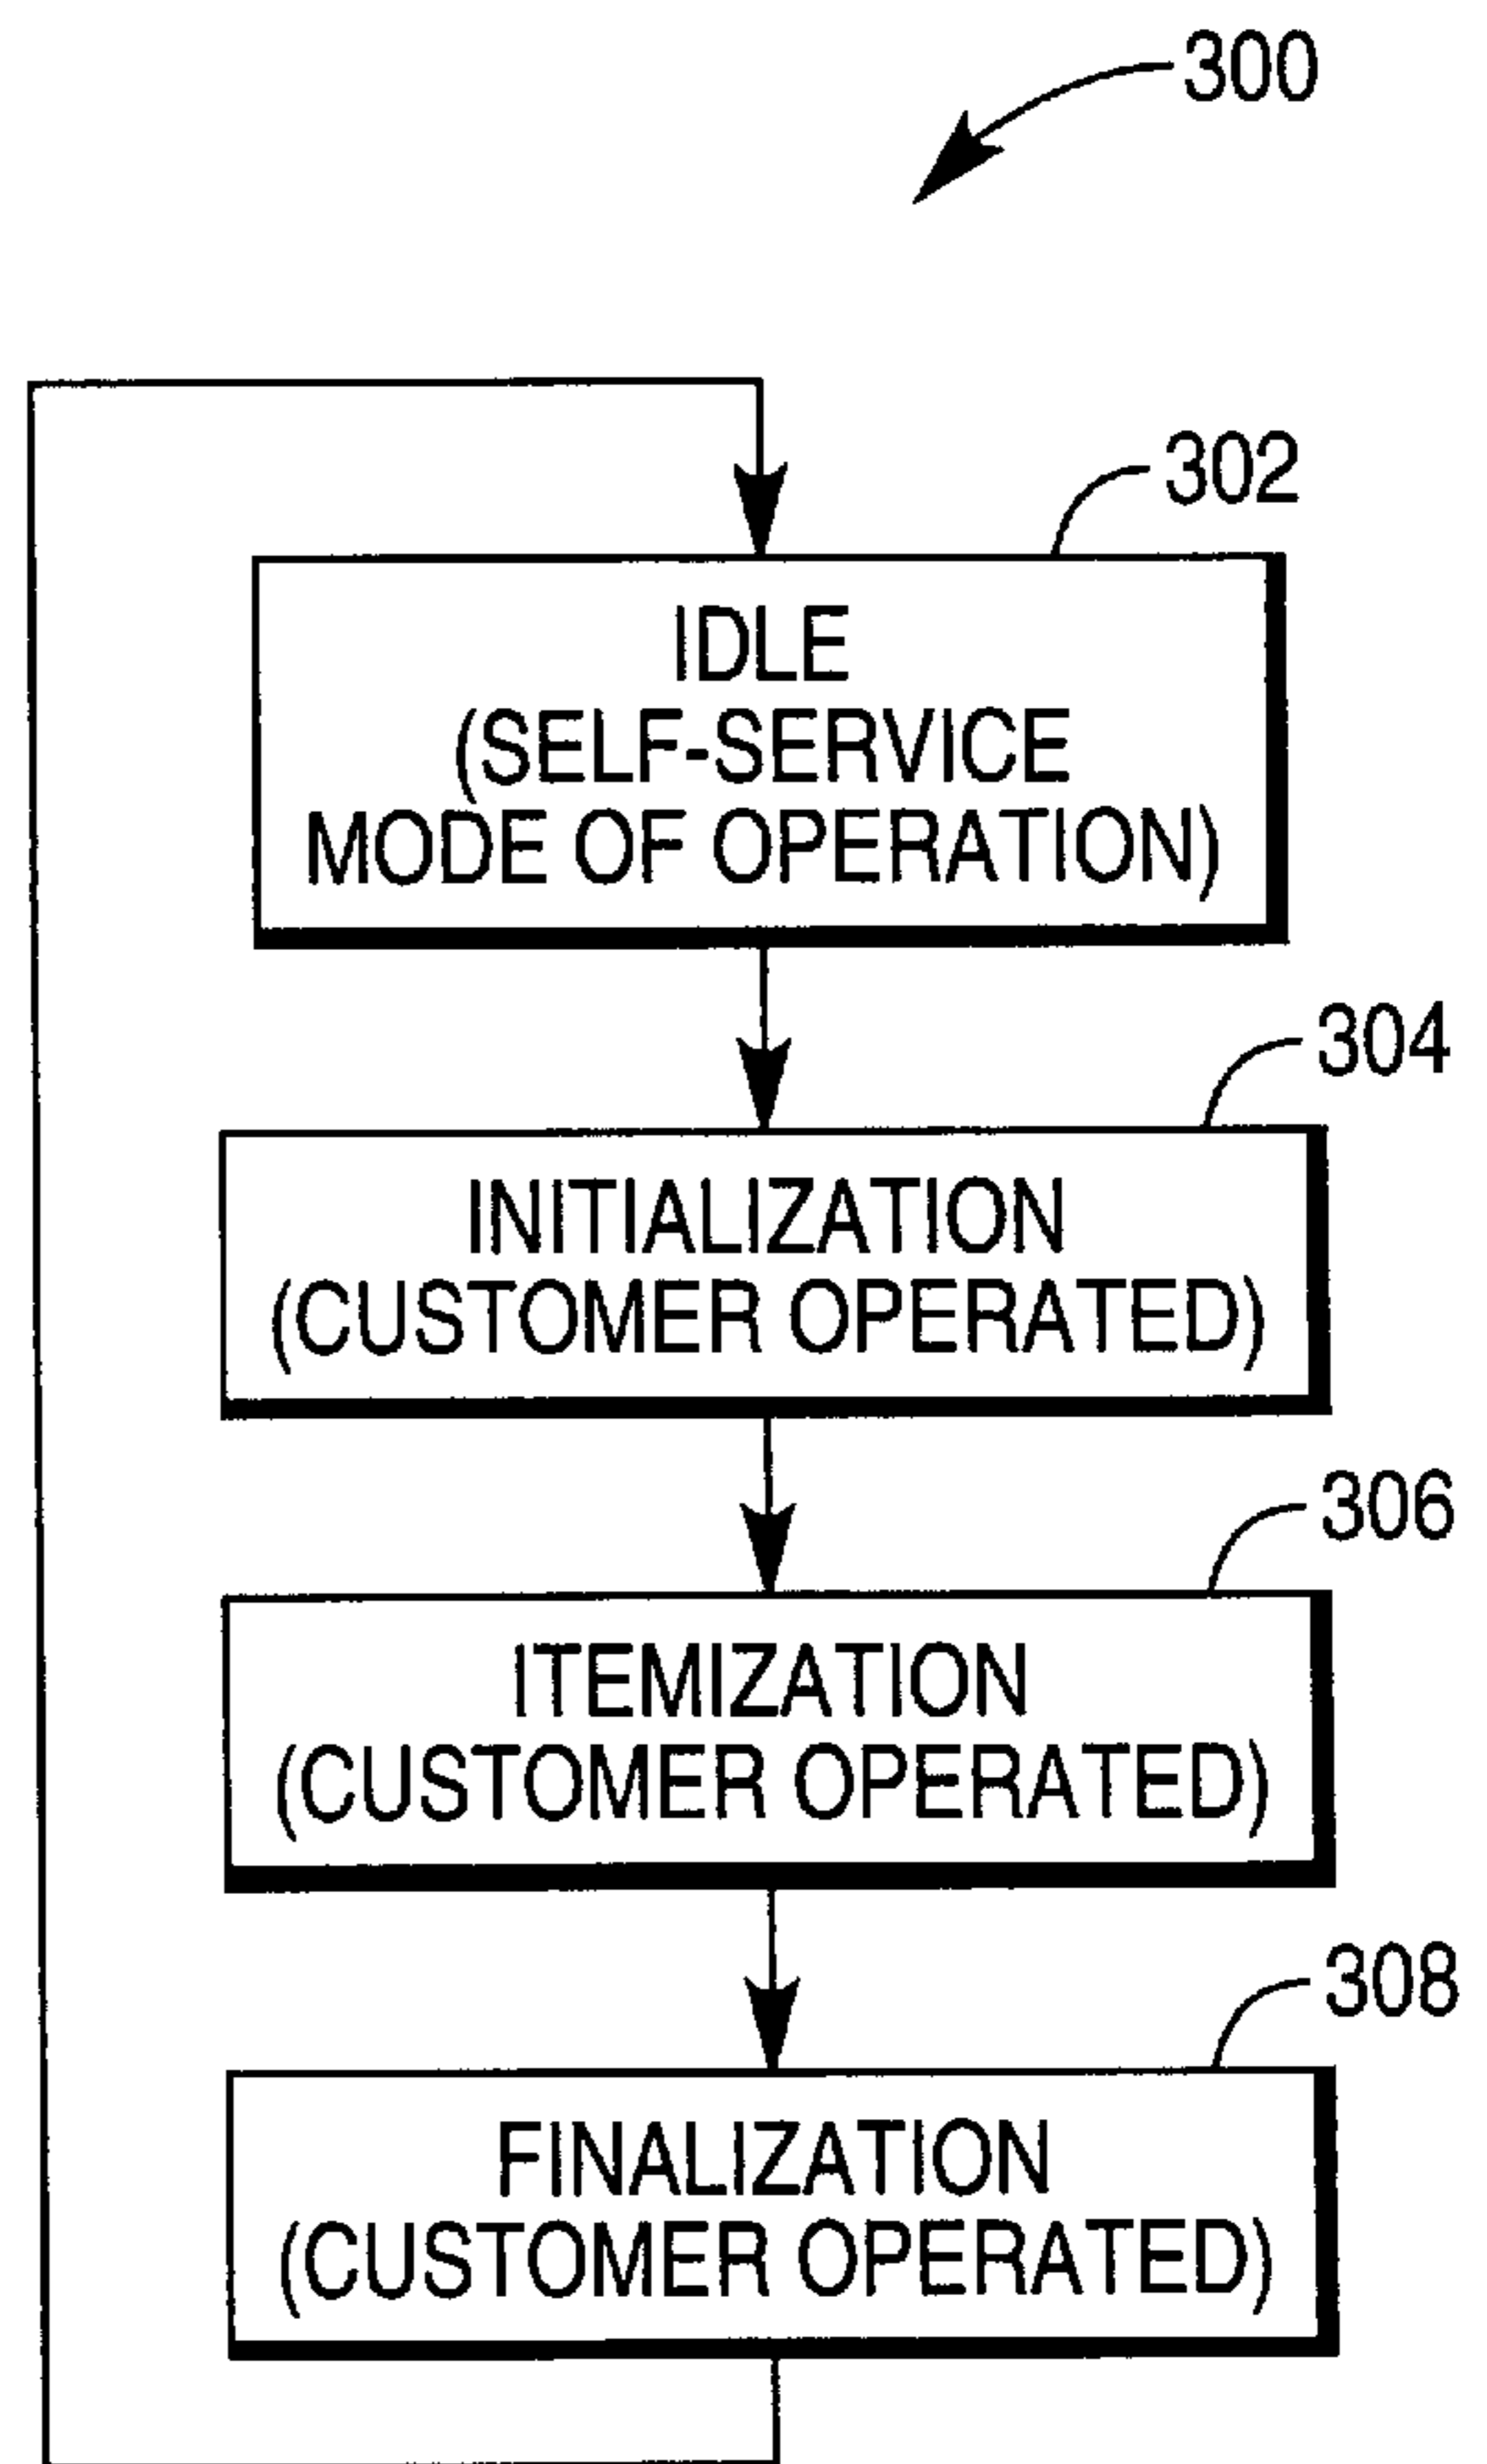 300
302
IDLE
(SELF-SERVICE
MODE OF OPERATION)
304
INITIALIZATION
(CUSTOMER OPERATED)
306
ITEMIZATION
(CUSTOMER OPERATED)
308
FINALIZATION
(CUSTOMER OPERATED)